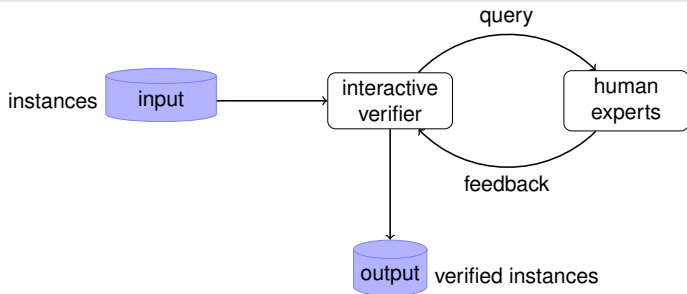 query
instances
input
interactive
verifier
human
experts
feedback
output
verified instances